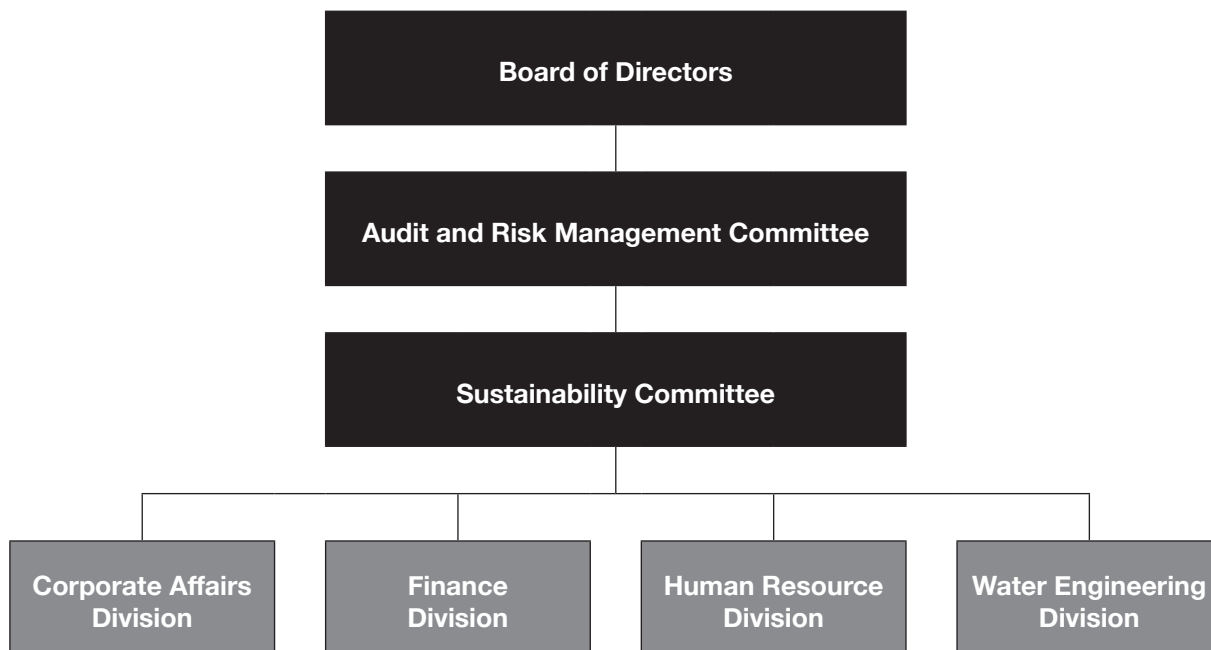 Board of Directors
Audit and Risk Management Committee
Sustainability Committee
Corporate Affairs
Division
Finance
Division
Human Resource
Division
Water Engineering
Division